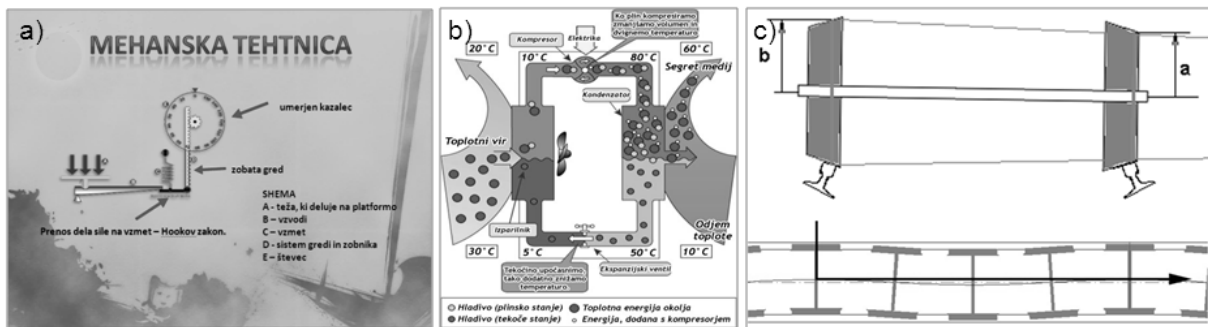 a)
MEHANSKA TEHTNICA
umerjen kazalec
zobata gred
Prenos dela sile na vzmet – Hookov zakon.
SHEMA
A - teža, ki deluje na platformo
B – vzvodi
C – vzmet
D - sistem gredi in zobnika
E – števec
b)
Ko plin kompresiramo
zmanjšamo volumen in
dvignemo temperaturo
Kompresor
Elektrika
20°C
10°C
80°C
60°C
Segret medij
Kondenzator
Toplotni vir
Izparilnik
Odjem
toplote
30°C
5°C
50°C
10°C
Tekočino upočasnimo,
tako dodatno znižamo
temperaturo
Ekspanzijski ventil
Hladivo (plinsko stanje)
Toplotna energija okolja
Hladivo (tekoče stanje)
Energija, dodana s kompresorjem
c)
b
a